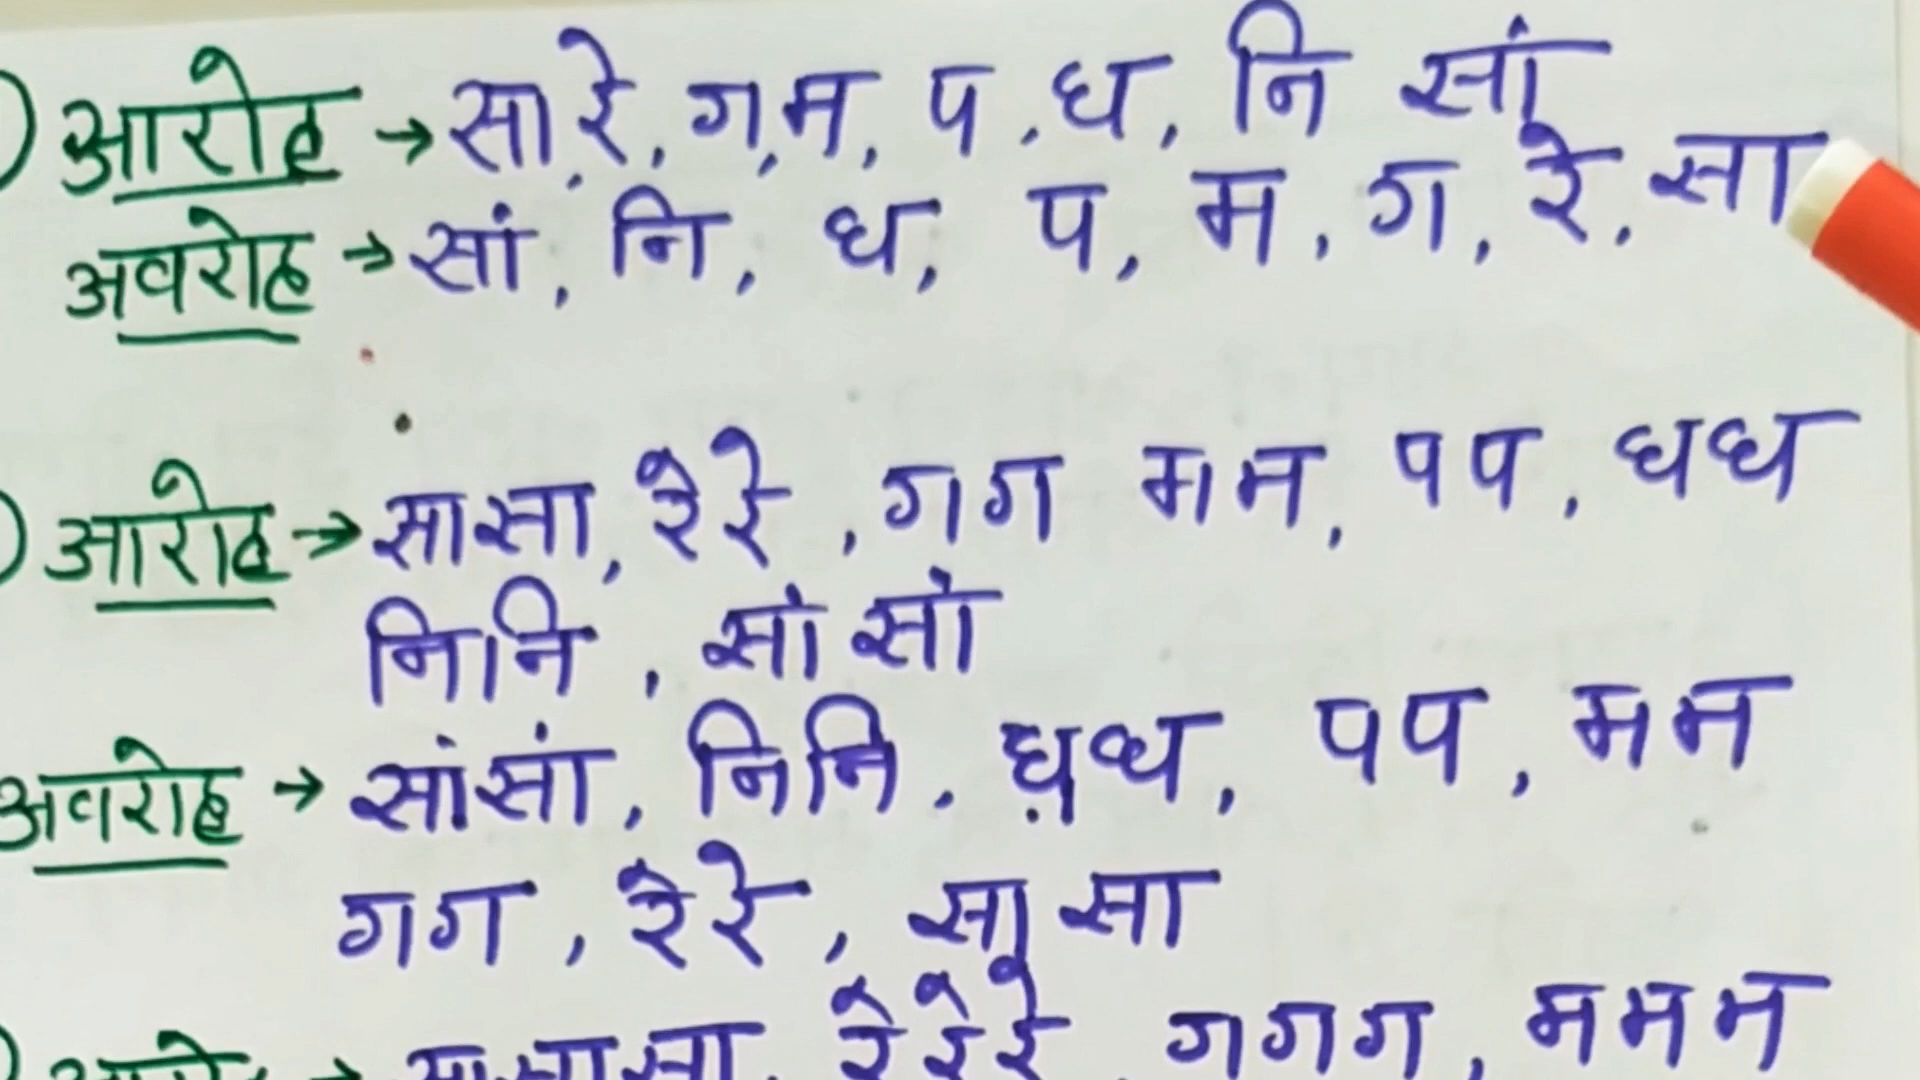 ) आरोह → सा, रे, ग, म, प, ध, नि सां
अवरोह → सां, नि, ध, प, म, ग, रे, सा
) आरोह → सासा, रेरे, गग मम, पप, धध
निनि, सां सां
अवरोह → सांसां, निनि, धध, पप, मम
गग, रेरे, सा सा
सासासा, रेरेरे, गगग, ममम